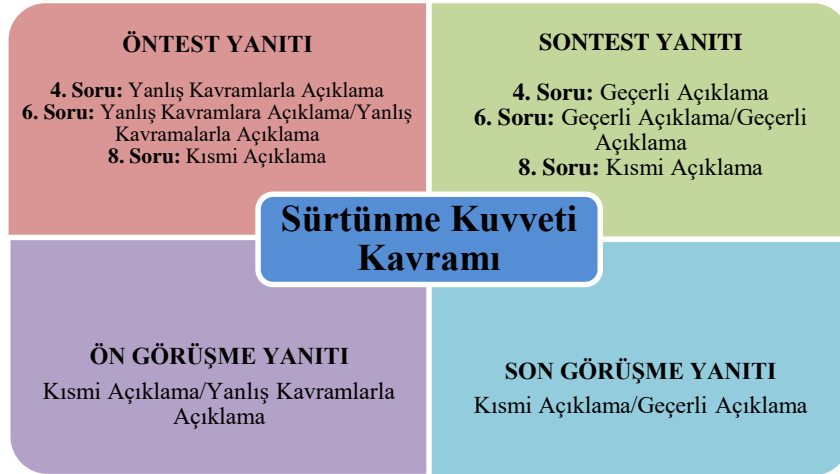 ÖNTEST YANITI
4. Soru: Yanlış Kavramlarla Açıklama
6. Soru: Yanlış Kavramlara Açıklama/Yanlış
Kavramalarla Açıklama
8. Soru: Kısmi Açıklama
SONTEST YANITI
4. Soru: Geçerli Açıklama
6. Soru: Geçerli Açıklama/Geçerli
Açıklama
8. Soru: Kısmi Açıklama
Sürtünme Kuvveti
Kavramı
ÖN GÖRÜŞME YANITI
Kısmi Açıklama/Yanlış Kavramlarla
Açıklama
SON GÖRÜŞME YANITI
Kısmi Açıklama/Geçerli Açıklama